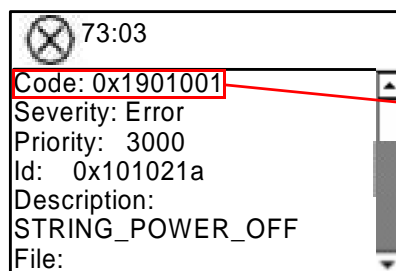 73:03
Code: 0x1901001
Severity: Error
Priority: 3000
Id: 0x101021a
Description:
STRING_POWER_OFF
File: